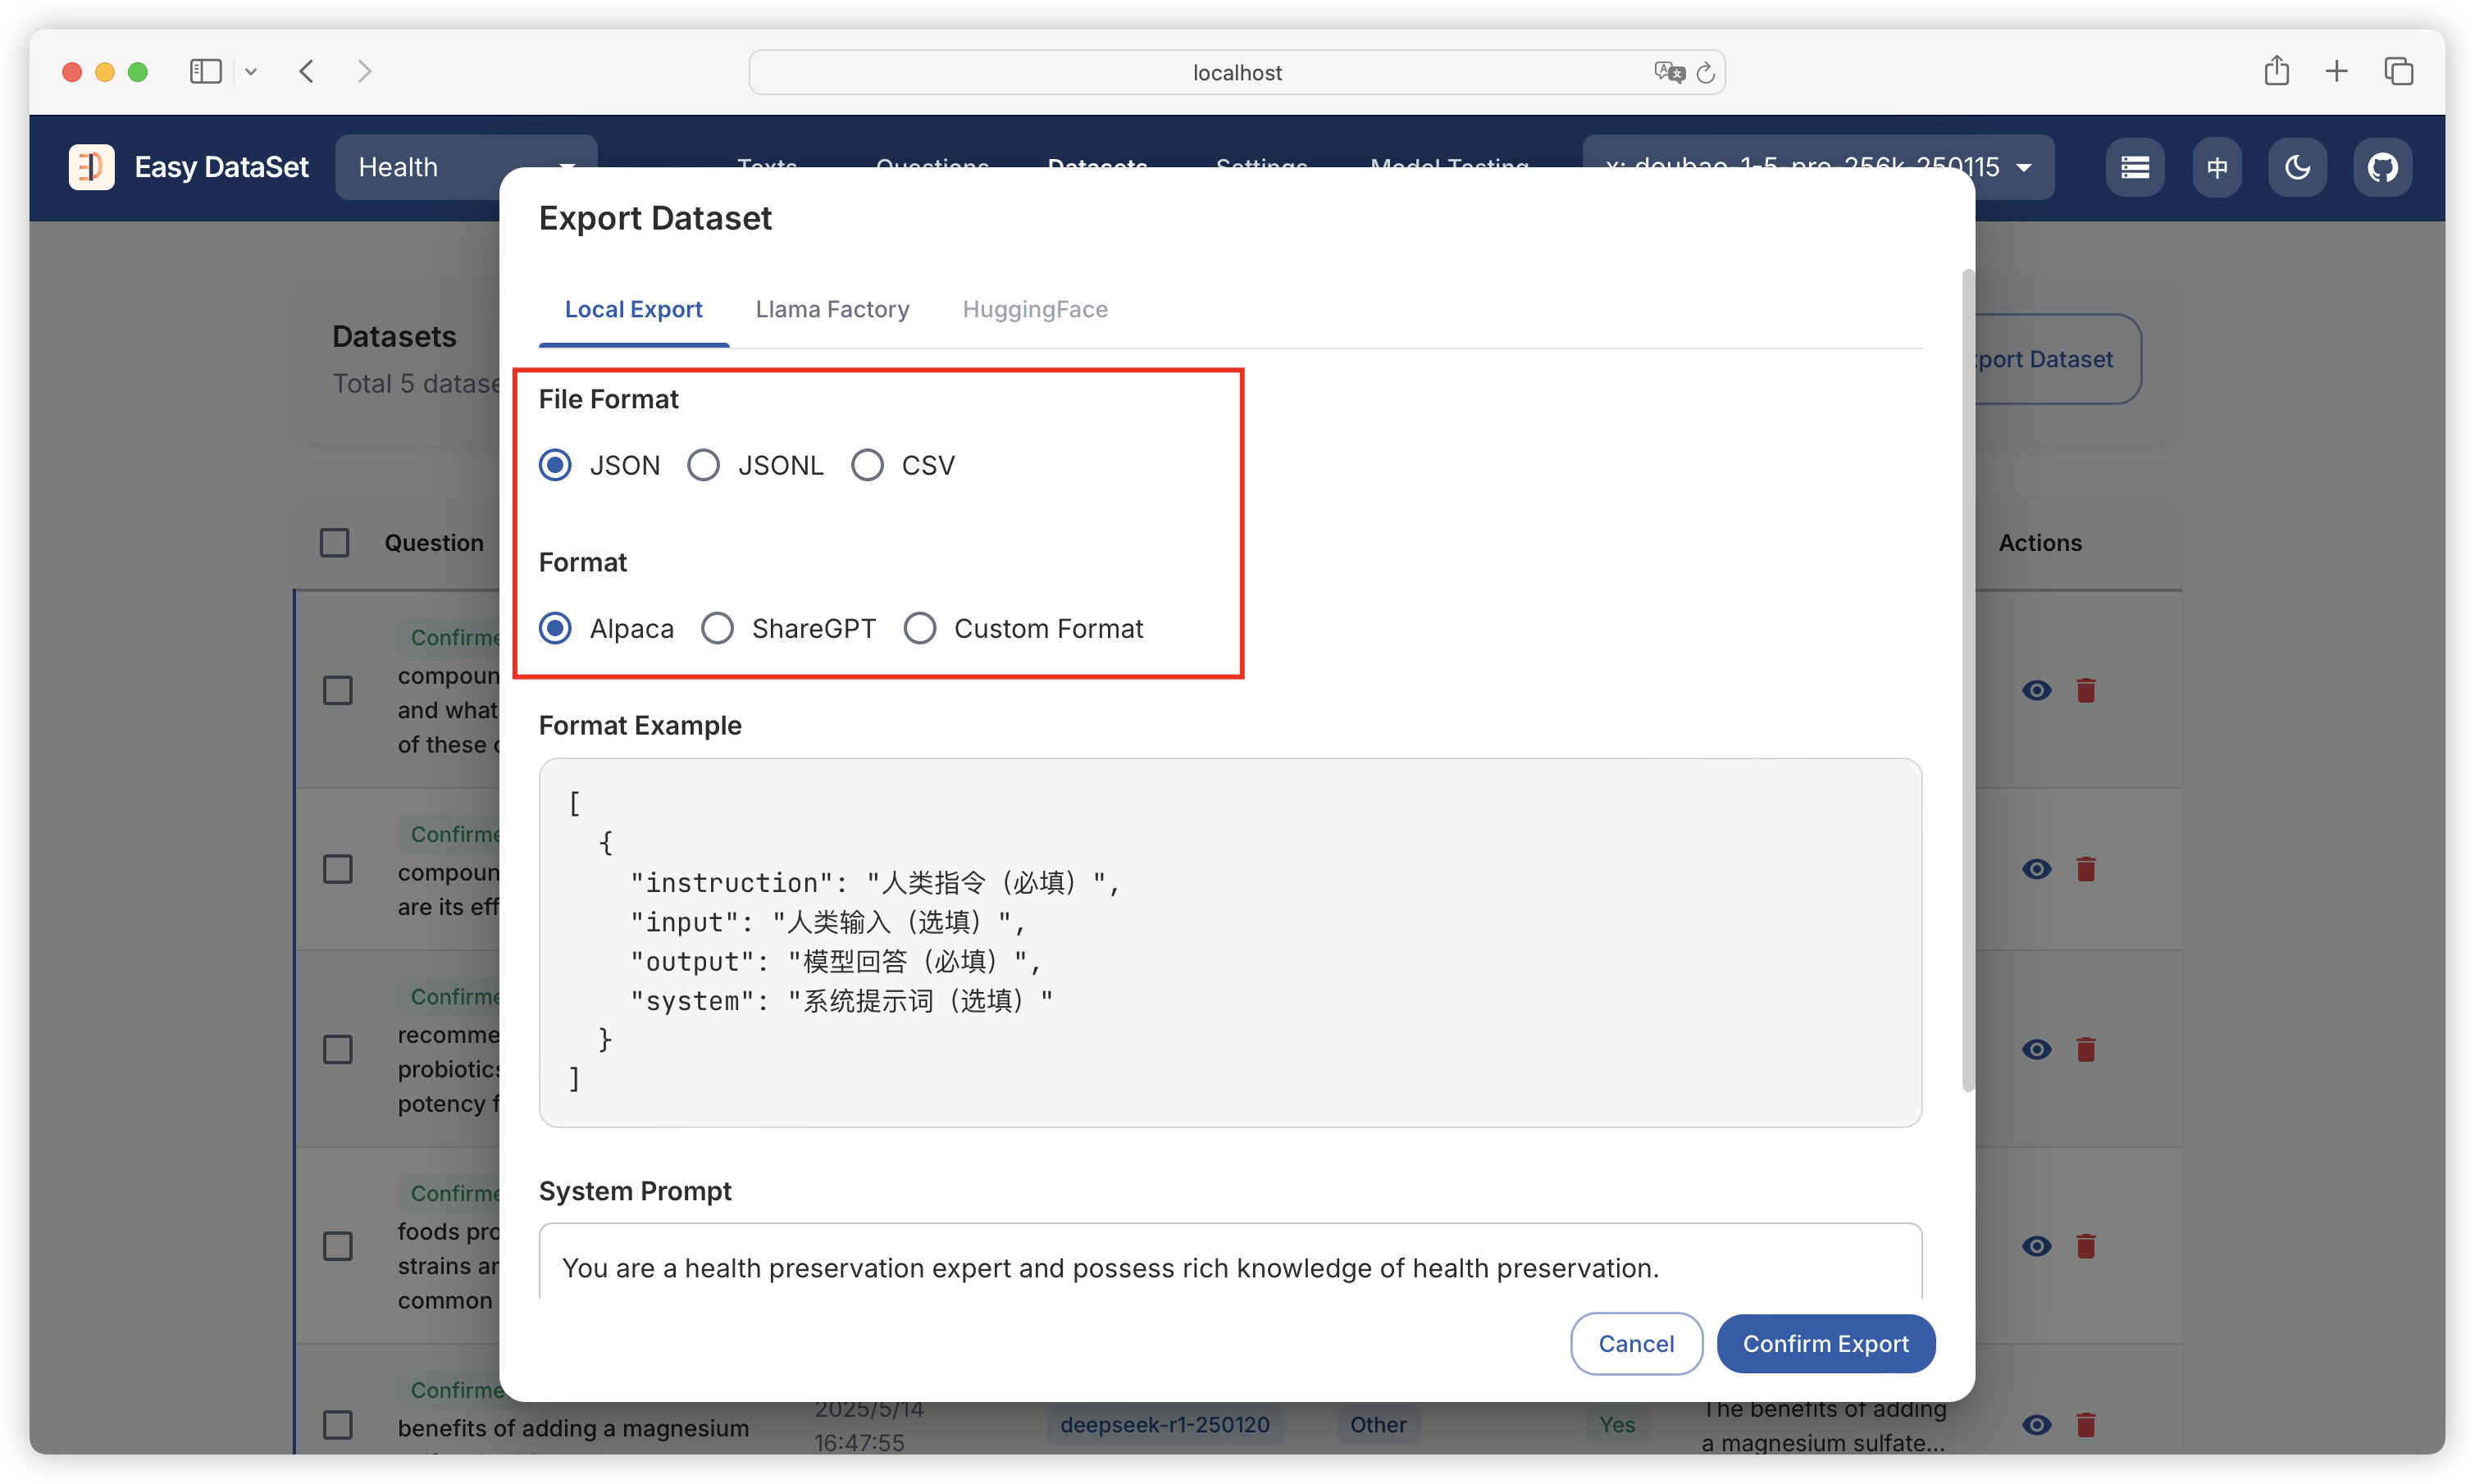 localhost
Easy DataSet
Health
Texts
Questions
Datasets
Settings
Model Testing
x: doubao-1-5-pro-256k-250115
中
Export Dataset
Local Export
Llama Factory
HuggingFace
Datasets
Total 5 datase
port Dataset
File Format
JSON
JSONL
CSV
Format
Alpaca
ShareGPT
Custom Format
Question
Actions
Confirme
compoun
and what
of these
Confirme
compoun
are its eff
Confirme
recomme
probiotics
potency f
Confirme
foods pro
strains ar
common
Format Example
[
{
"instruction": "人类指令（必填）",
"input": "人类输入（选填）",
"output": "模型回答（必填）",
"system": "系统提示词（选填）"
}
]
System Prompt
You are a health preservation expert and possess rich knowledge of health preservation.
Cancel
Confirm Export
Confirme
benefits of adding a magnesium
2025/5/14
16:47:55
deepseek-r1-250120
Other
Yes
The benefits of adding
a magnesium sulfate...